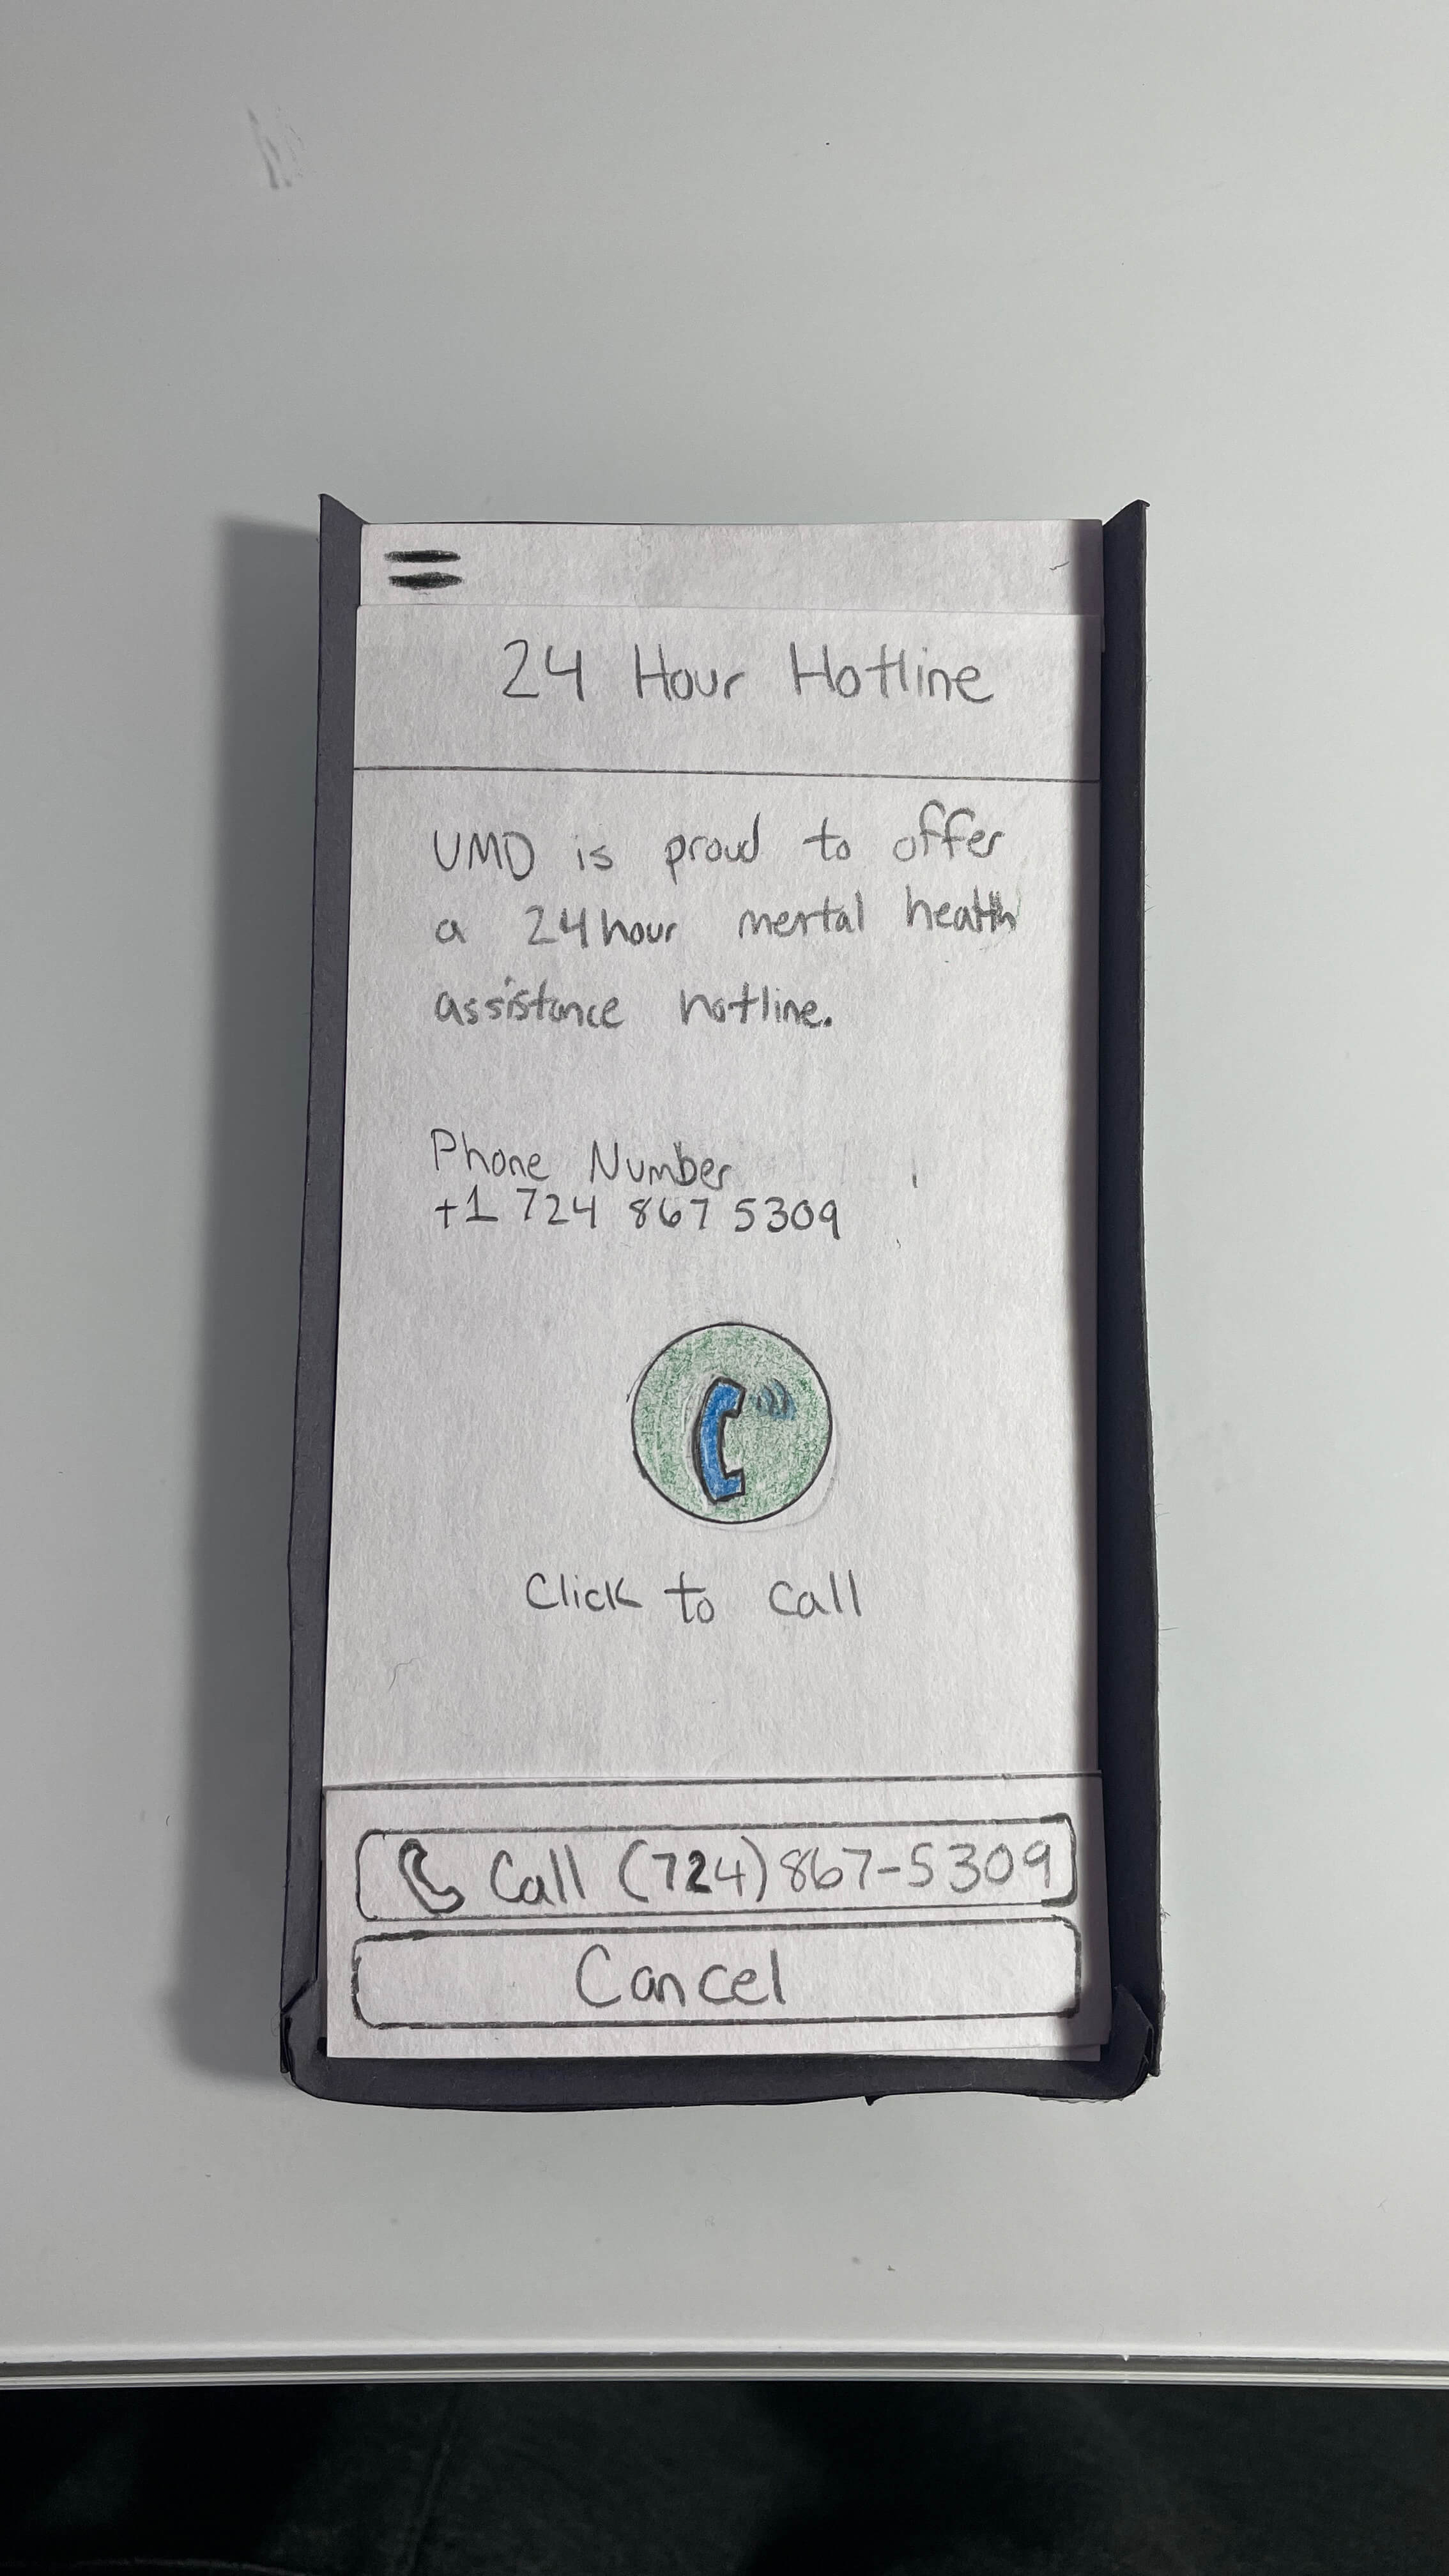 24 Hour Hotline
UMD is proud to offer
a 24 hour mental health
assistance hotline.
Phone Number
+1 724 867 5309
Click to call
Call (724) 867-5309
Cancel